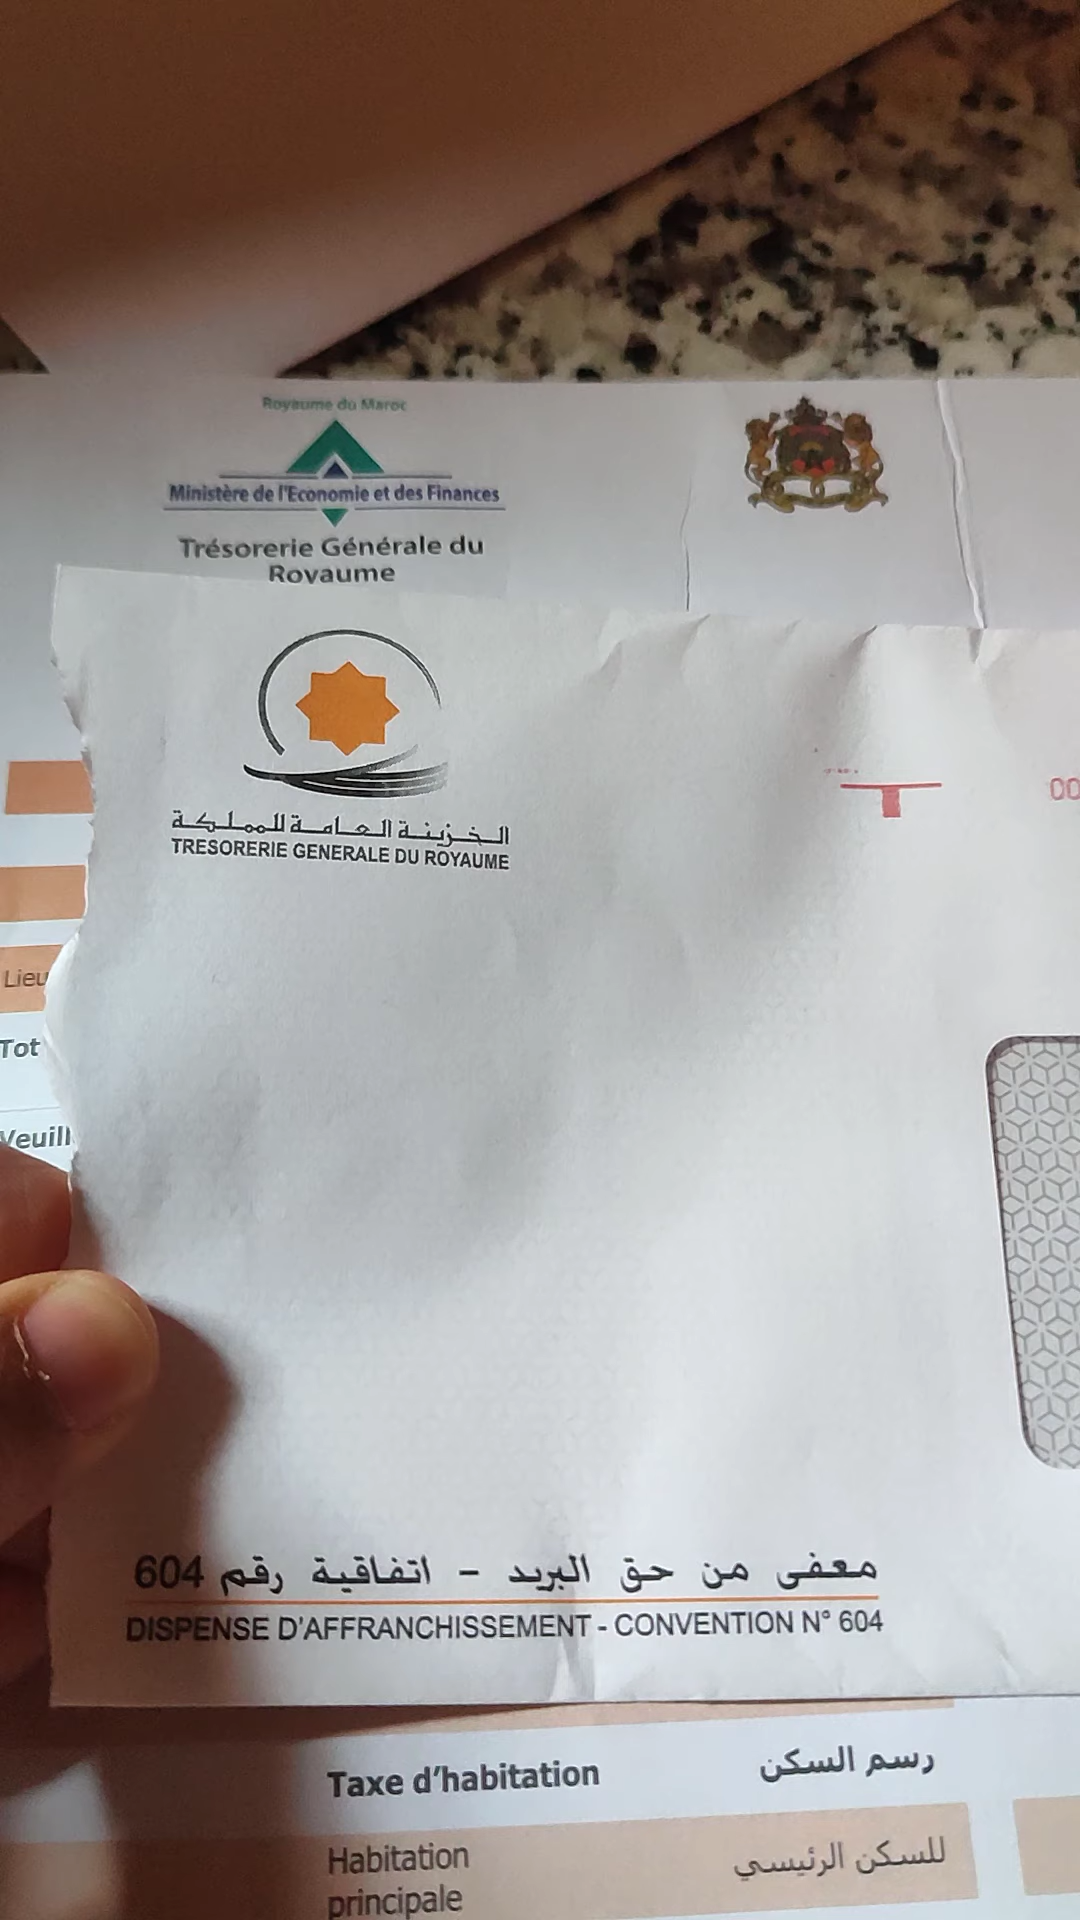 Royaume du Maroc
Ministère de l'Economie et des Finances
Trésorerie Générale du
Royaume
الخزينة العامة للمملكة
TRESORERIE GENERALE DU ROYAUME
00
Lieu
Tot
Veuill
معفى من حق البريد - اتفاقية رقم 604
DISPENSE D'AFFRANCHISSEMENT - CONVENTION N° 604
Taxe d'habitation رسم السكن
Habitation للسكن الرئيسي
principale